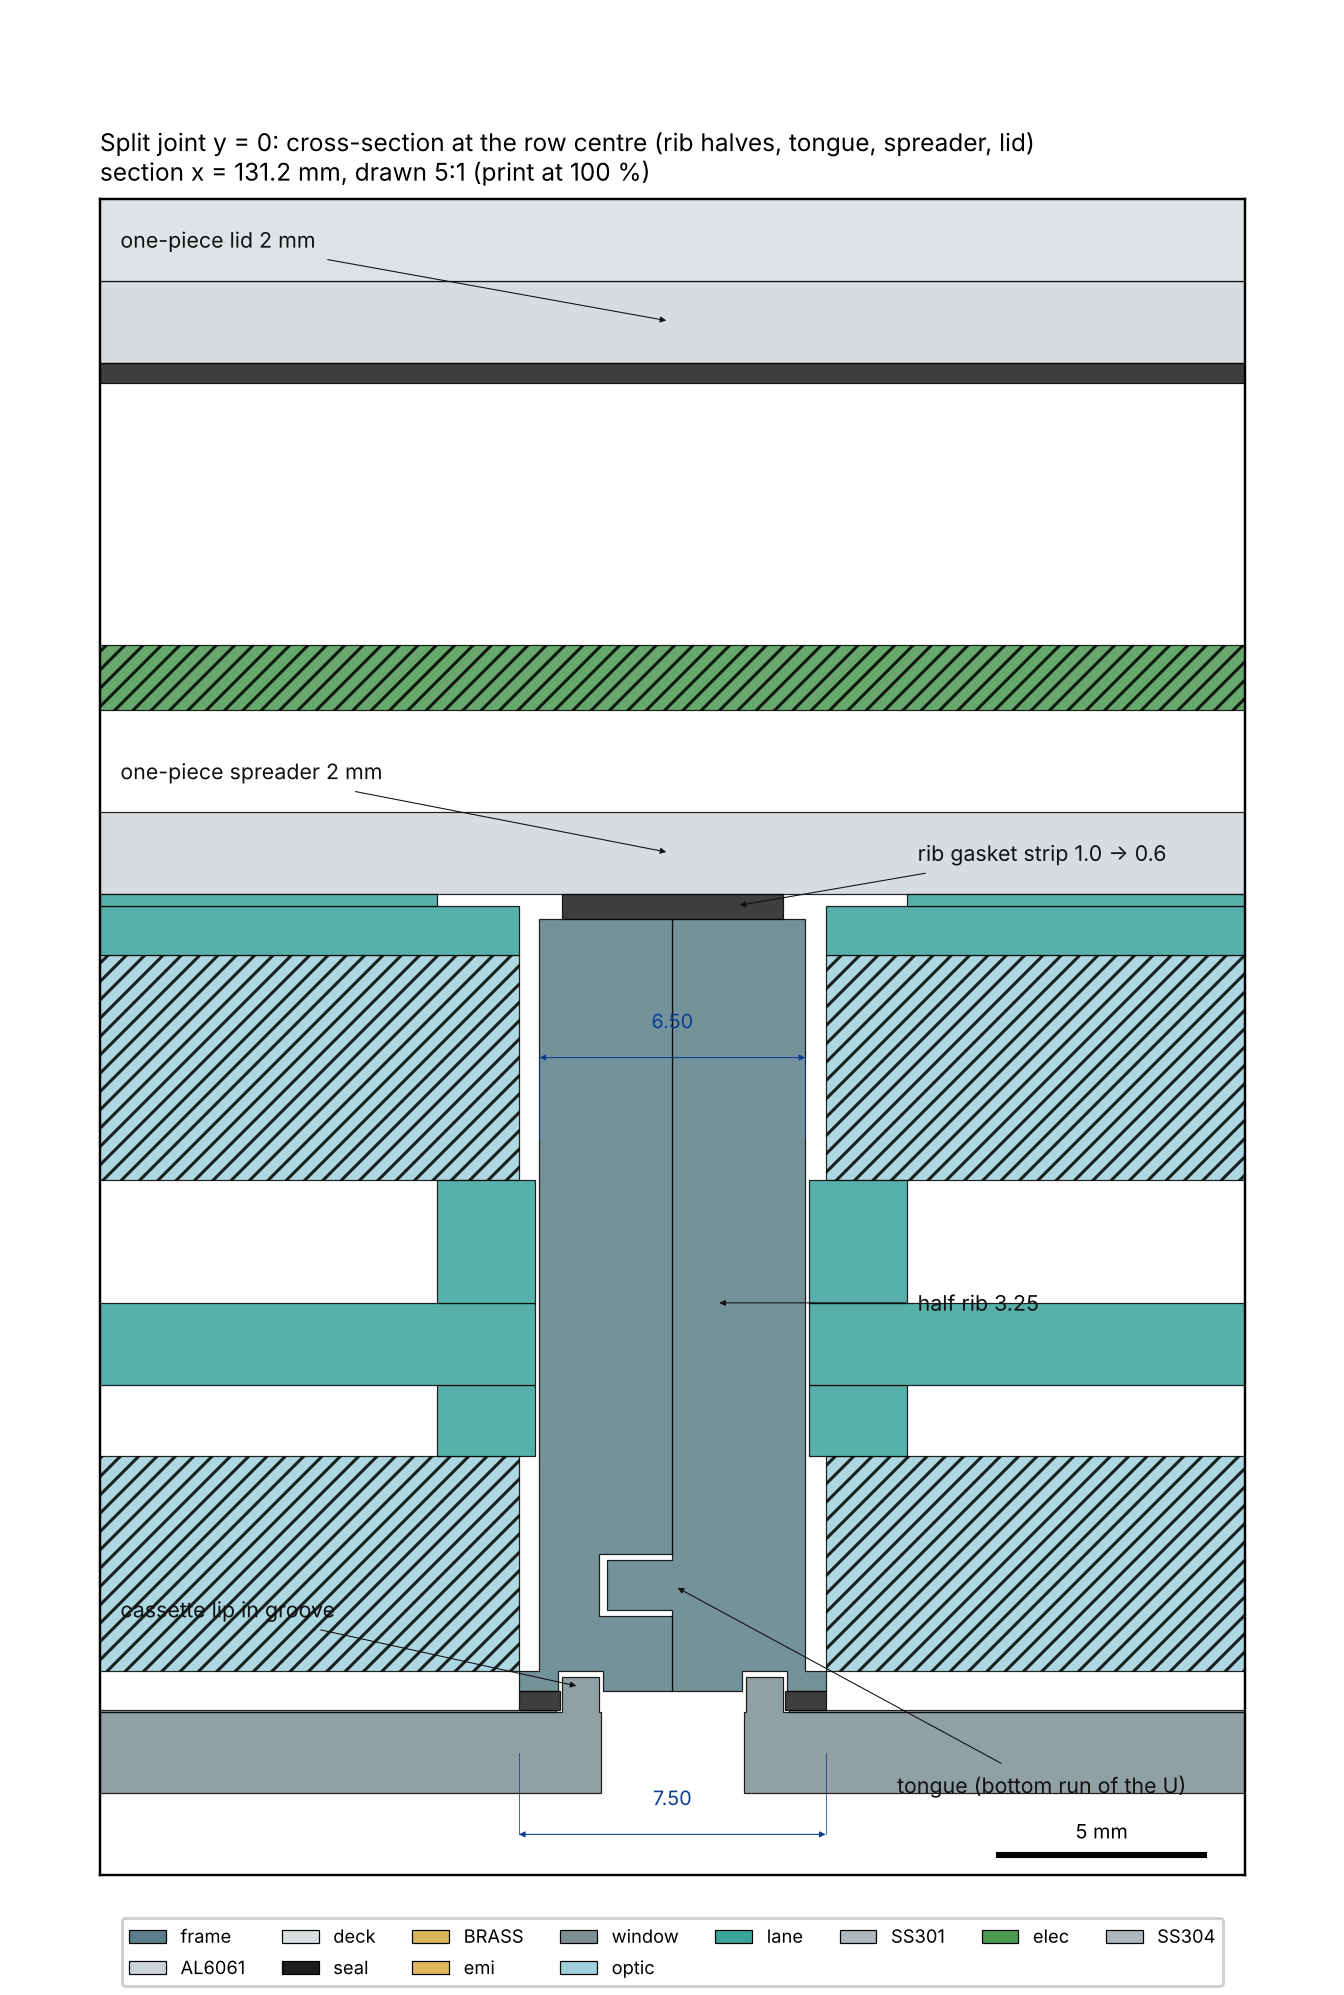 Split joint y = 0: cross-section at the row centre (rib halves, tongue, spreader, lid)
section x = 131.2 mm, drawn 5:1 (print at 100 %)
one-piece lid 2 mm
one-piece spreader 2 mm
rib gasket strip 1.0 → 0.6
6.50
half rib 3.25
cassette lip in groove
tongue (bottom run of the U)
7.50
5 mm
frame deck BRASS window lane SS301 elec SS304
AL6061 seal emi optic